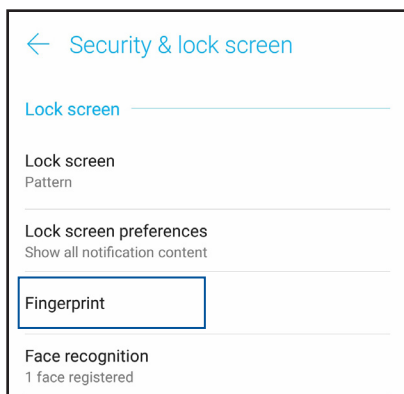 Security & lock screen
Lock screen
Lock screen
Pattern
Lock screen preferences
Show all notification content
Fingerprint
Face recognition
1 face registered